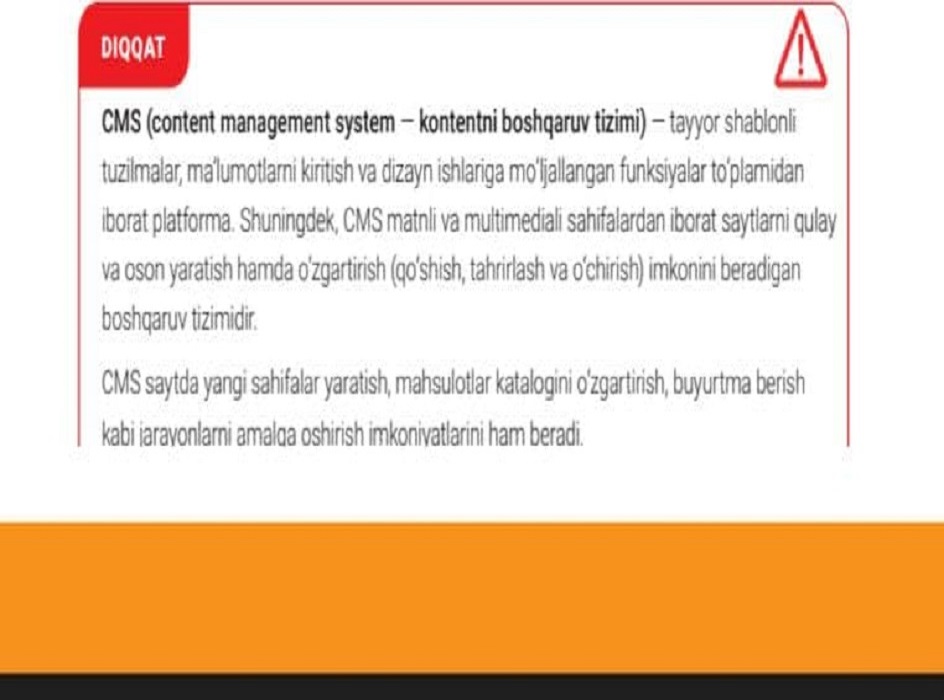 DIQQAT
CMS (content management system – kontentni boshqaruv tizimi) – tayyor shablonli
tuzilmalar, ma'lumotlarni kiritish va dizayn ishlariga mo'ljallangan funksiyalar to'plamidan
iborat platforma. Shuningdek, CMS matnli va multimediali sahifalardan iborat saytlarni qulay
va oson yaratish hamda o'zgartirish (qo'shish, tahrirlash va o'chirish) imkonini beradigan
boshqaruv tizimidir.
CMS saytda yangi sahifalar yaratish, mahsulotlar katalogini o'zgartirish, buyurtma berish
kabi jarayonlarni amalga oshirish imkoniyatlarini ham beradi.